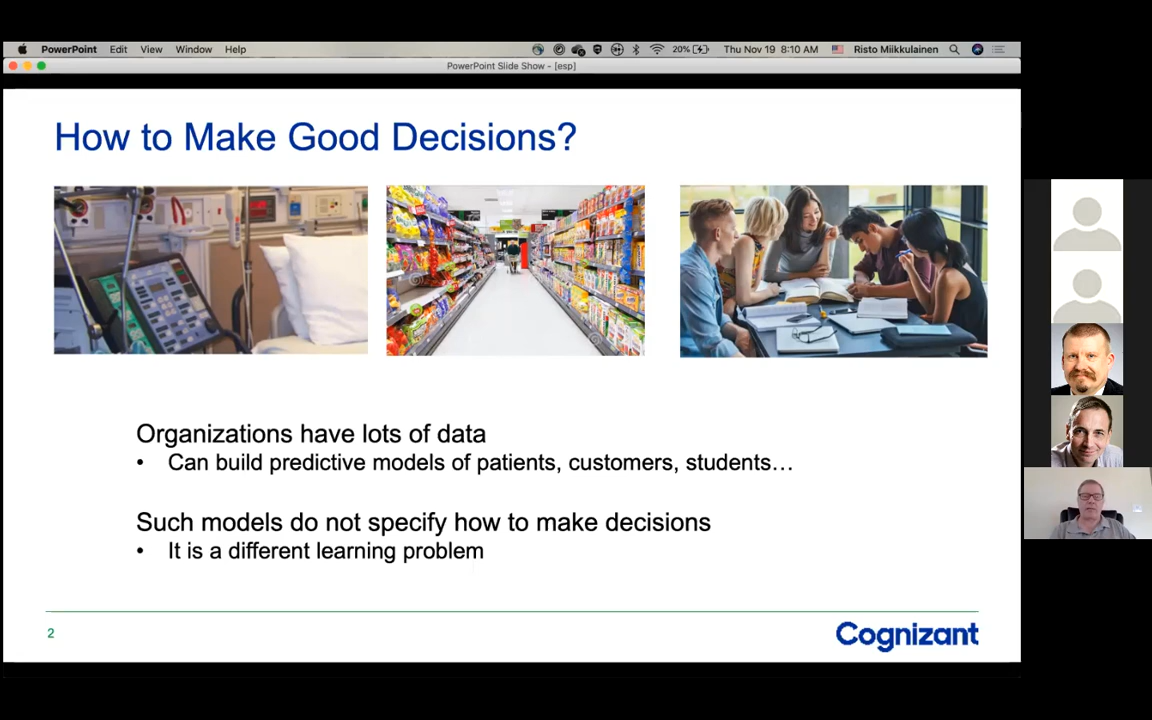 PowerPoint Edit View Window Help 20% Thu Nov 19 8:10 AM Risto Miikkulainen
PowerPoint Slide Show - [esp]
How to Make Good Decisions?
Organizations have lots of data
• Can build predictive models of patients, customers, students…
Such models do not specify how to make decisions
• It is a different learning problem
2
Cognizant